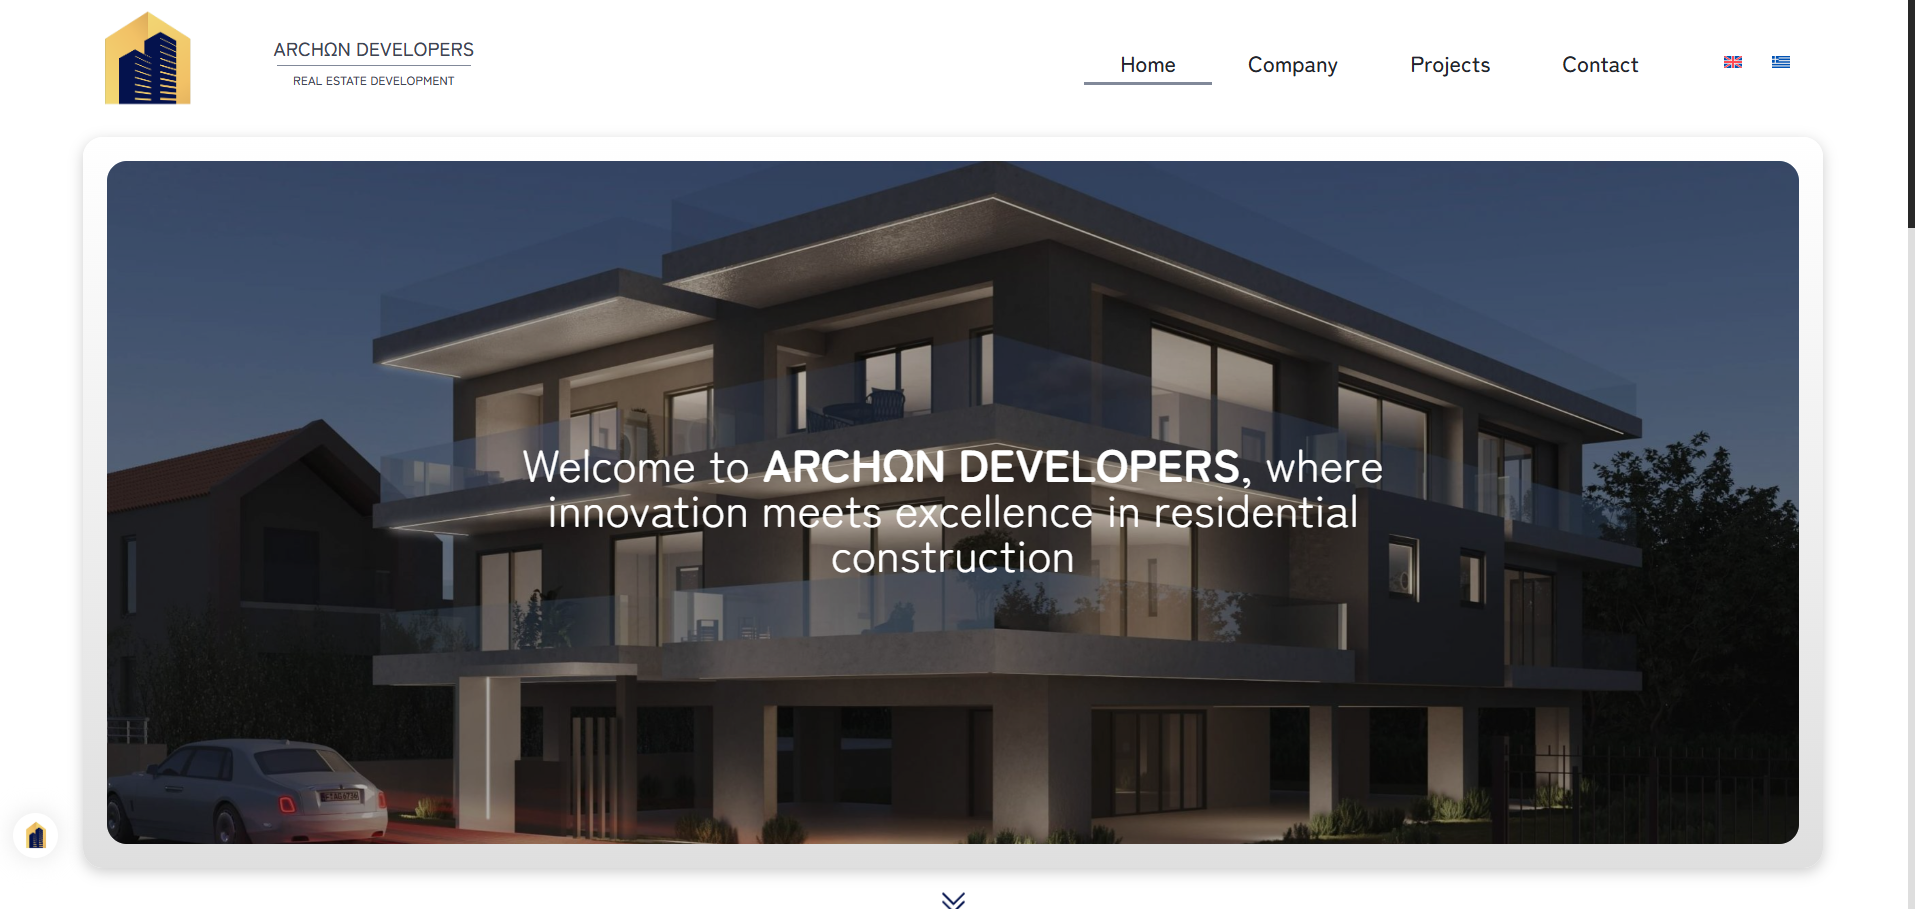 ARCHΩN DEVELOPERS
REAL ESTATE DEVELOPMENT
Home
Company
Projects
Contact
Welcome to ARCHΩN DEVELOPERS, where
innovation meets excellence in residential
construction